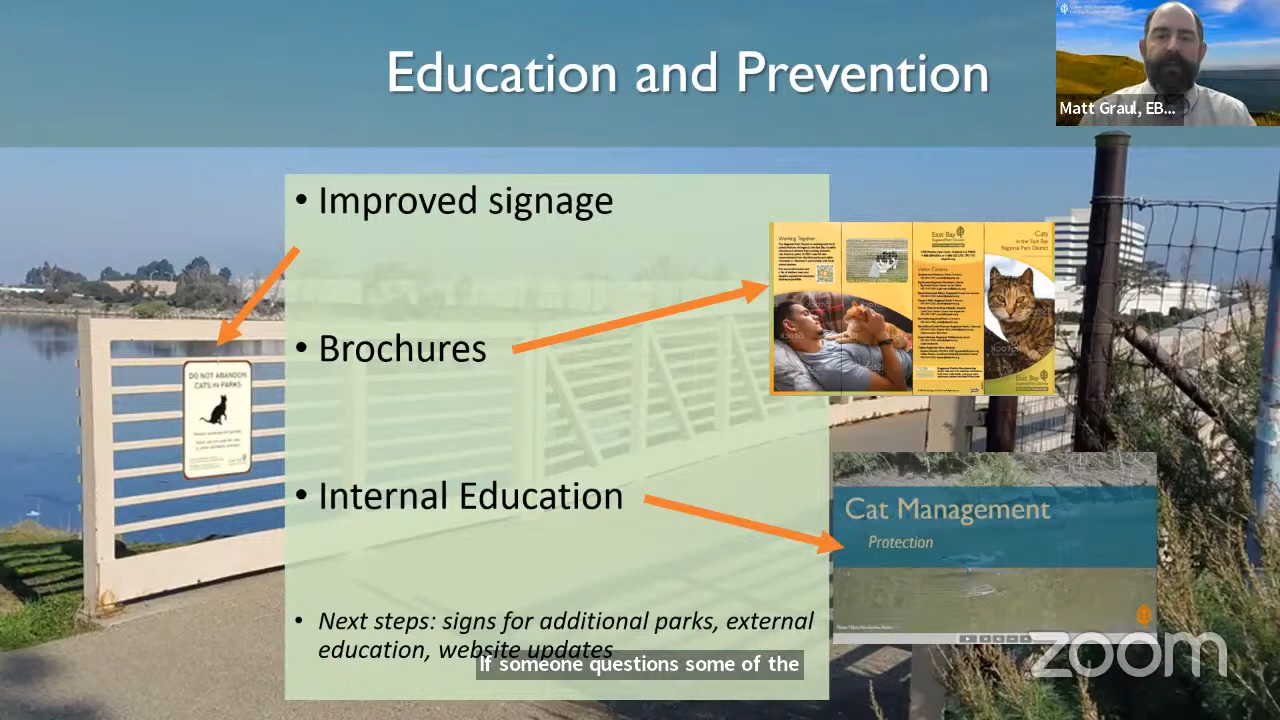 Education and Prevention
Matt Graul, EB...
• Improved signage
DO NOT ABANDON
CATS IN PARKS
• Brochures
Working Together
East Bay
Regional Park District
Cats
in the East Bay
Regional Park District
East Bay
• Internal Education
Cat Management
Protection
• Next steps: signs for additional parks, external
education, website updates
If someone questions some of the
zoom